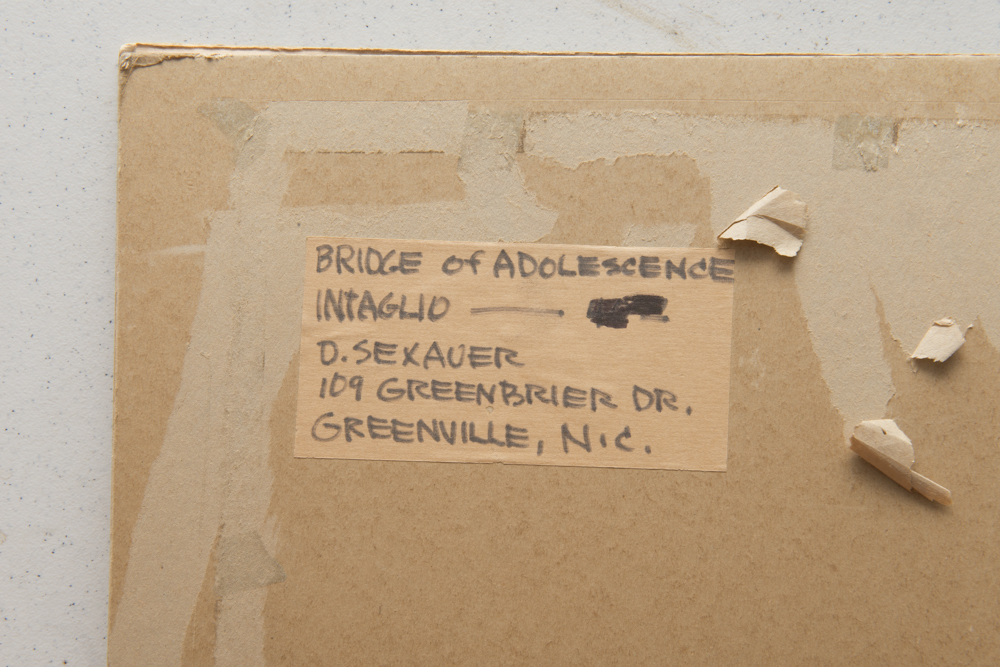 BRIDGE of ADOLESCENCE
INTAGLIO —
D. SEXAUER
109 GREENBRIER DR.
GREENVILLE, N.C.